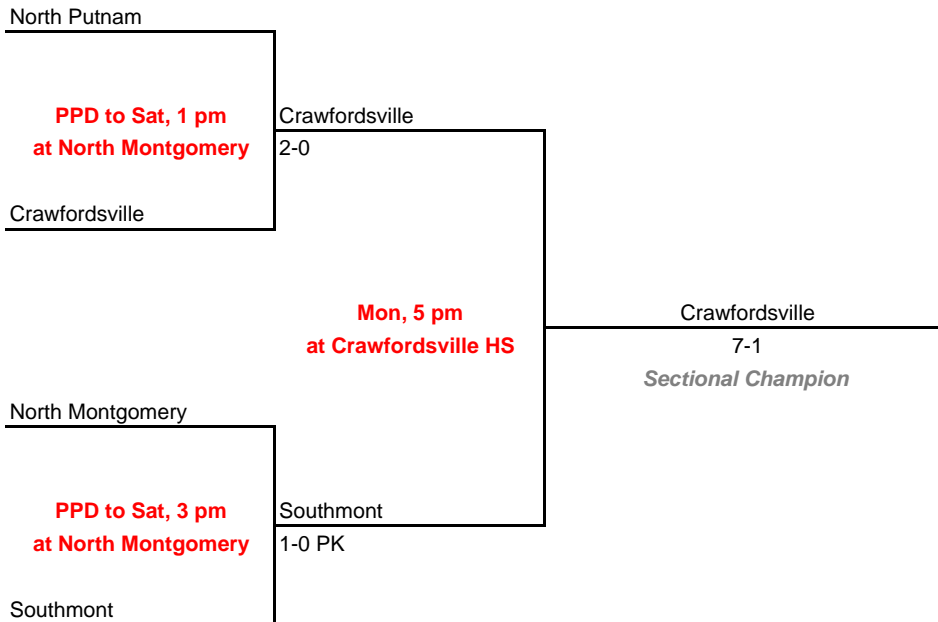 North Putnam
PPD to Sat, 1 pm
at North Montgomery
Crawfordsville
2-0
Crawfordsville
Mon, 5 pm
at Crawfordsville HS
Crawfordsville
7-1
Sectional Champion
North Montgomery
PPD to Sat, 3 pm
at North Montgomery
Southmont
1-0 PK
Southmont